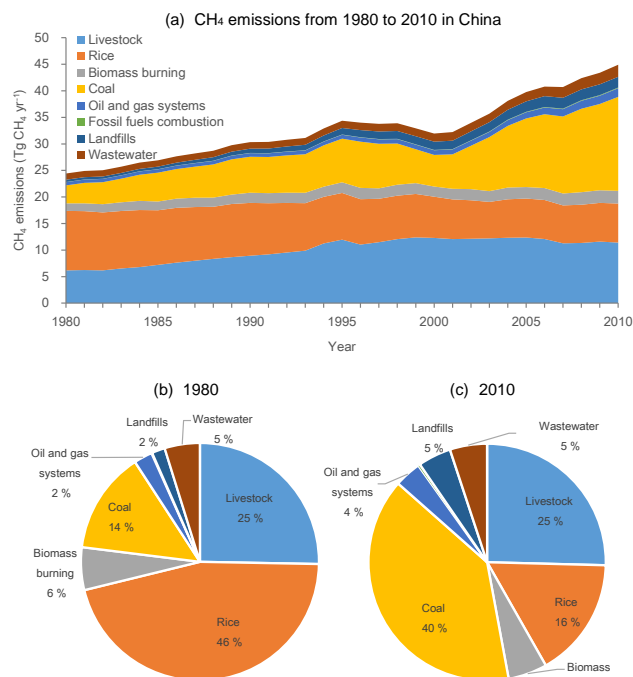 (a) CH₄ emissions from 1980 to 2010 in China
CH₄ emissions (Tg CH₄ yr⁻¹)
50
45
40
35
30
25
20
15
10
5
0
Livestock
Rice
Biomass burning
Coal
Oil and gas systems
Fossil fuels combustion
Landfills
Wastewater
1980 1985 1990 1995 2000 2005 2010
Year
(b) 1980
Landfills
2 %
Wastewater
5 %
Oil and gas
systems
2 %
Livestock
25 %
Coal
14 %
Biomass
burning
6 %
Rice
46 %
(c) 2010
Landfills
5 %
Wastewater
5 %
Oil and gas
systems
4 %
Livestock
25 %
Coal
40 %
Rice
16 %
Biomass